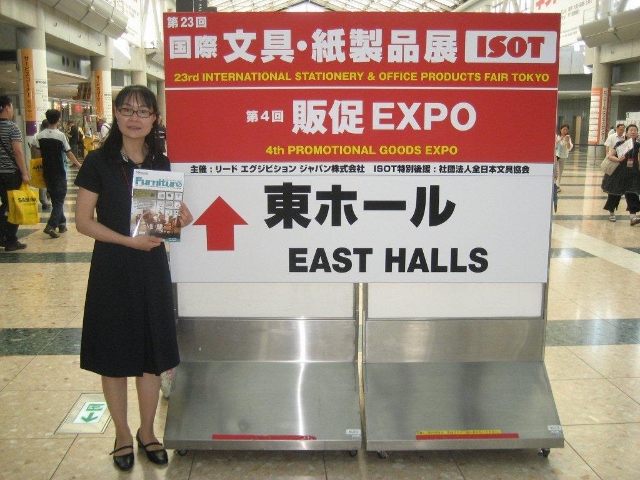 第23回
国際 文具・紙製品展 ISOT
23rd INTERNATIONAL STATIONERY & OFFICE PRODUCTS FAIR TOKYO
第4回 販促 EXPO
4th PROMOTIONAL GOODS EXPO
主催：リード エグジビション ジャパン株式会社 ISOT特別後援：社団法人全日本文具協会
東ホール
EAST HALLS
Furniture